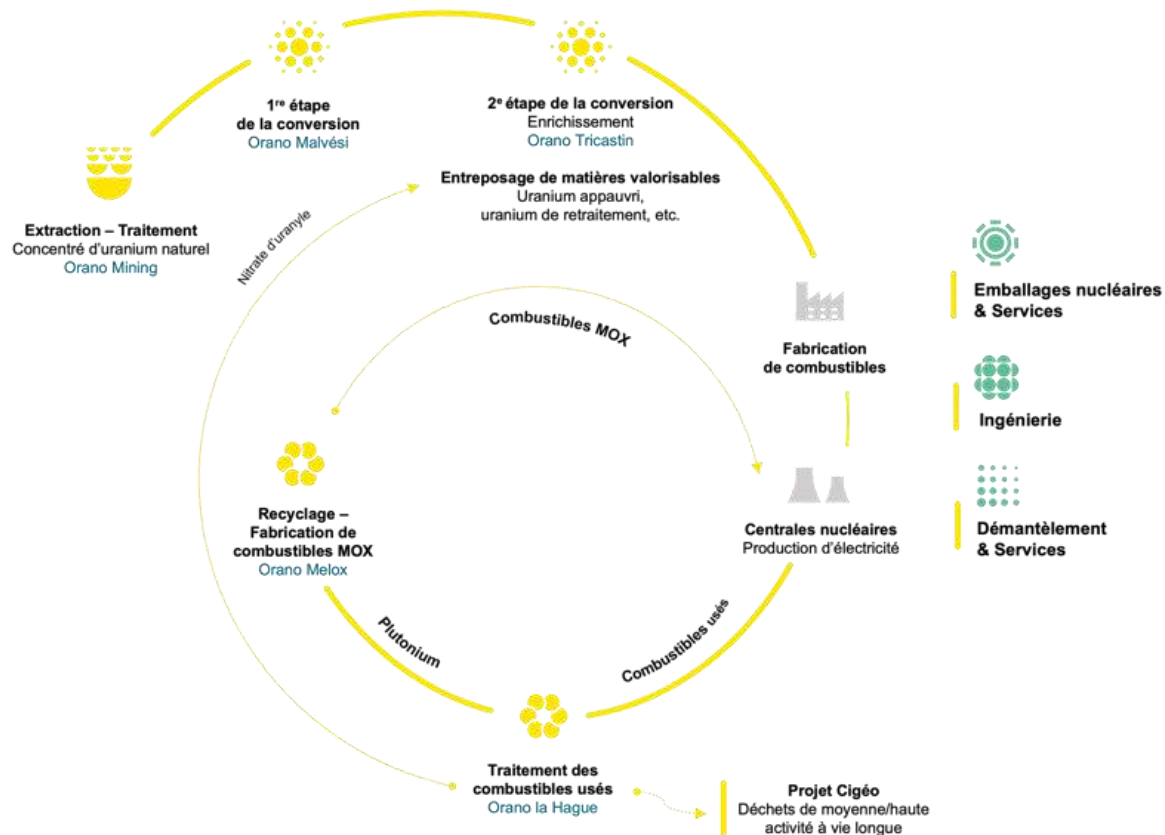 1re étape
de la conversion
Orano Malvési
2e étape de la conversion
Enrichissement
Orano Tricastin
Entreposage de matières valorisables
Uranium appauvri,
uranium de retraitement, etc.
Extraction – Traitement
Concentré d'uranium naturel
Orano Mining
Nitrate d'uranyle
Combustibles MOX
Fabrication
de combustibles
Emballages nucléaires
& Services
Ingénierie
Démantèlement
& Services
Recyclage –
Fabrication de
combustibles MOX
Orano Melox
Centrales nucléaires
Production d'électricité
Plutonium
Combustibles usés
Traitement des
combustibles usés
Orano la Hague
Projet Cigéo
Déchets de moyenne/haute
activité à vie longue